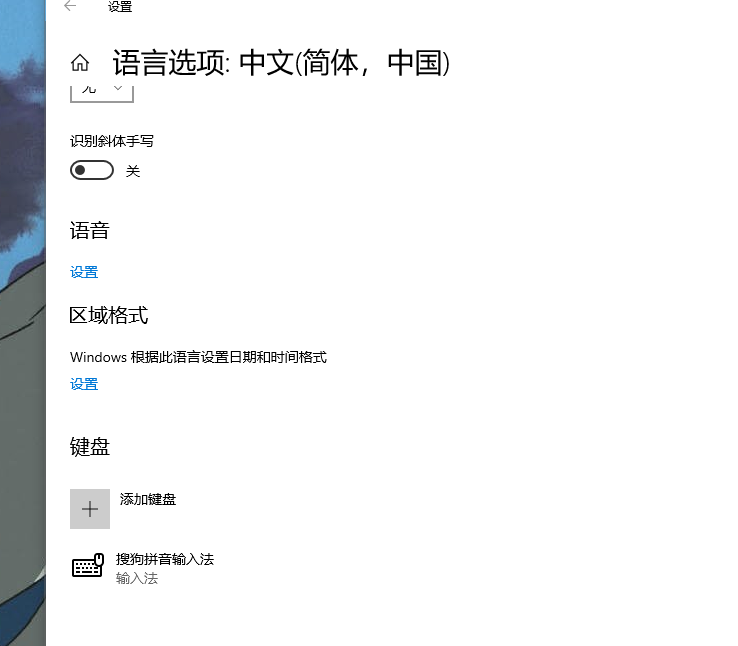 设置
语言选项: 中文(简体，中国)
无
识别斜体手写
关
语音
设置
区域格式
Windows 根据此语言设置日期和时间格式
设置
键盘
添加键盘
搜狗拼音输入法
输入法